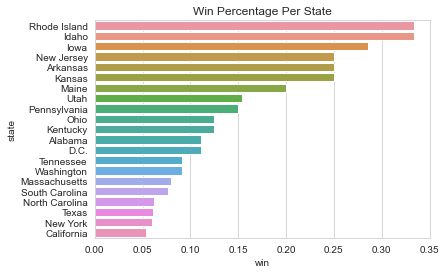 Win Percentage Per State
state
Rhode Island
Idaho
Iowa
New Jersey
Arkansas
Kansas
Maine
Utah
Pennsylvania
Ohio
Kentucky
Alabama
D.C.
Tennessee
Washington
Massachusetts
South Carolina
North Carolina
Texas
New York
California
0.00 0.05 0.10 0.15 0.20 0.25 0.30 0.35
win